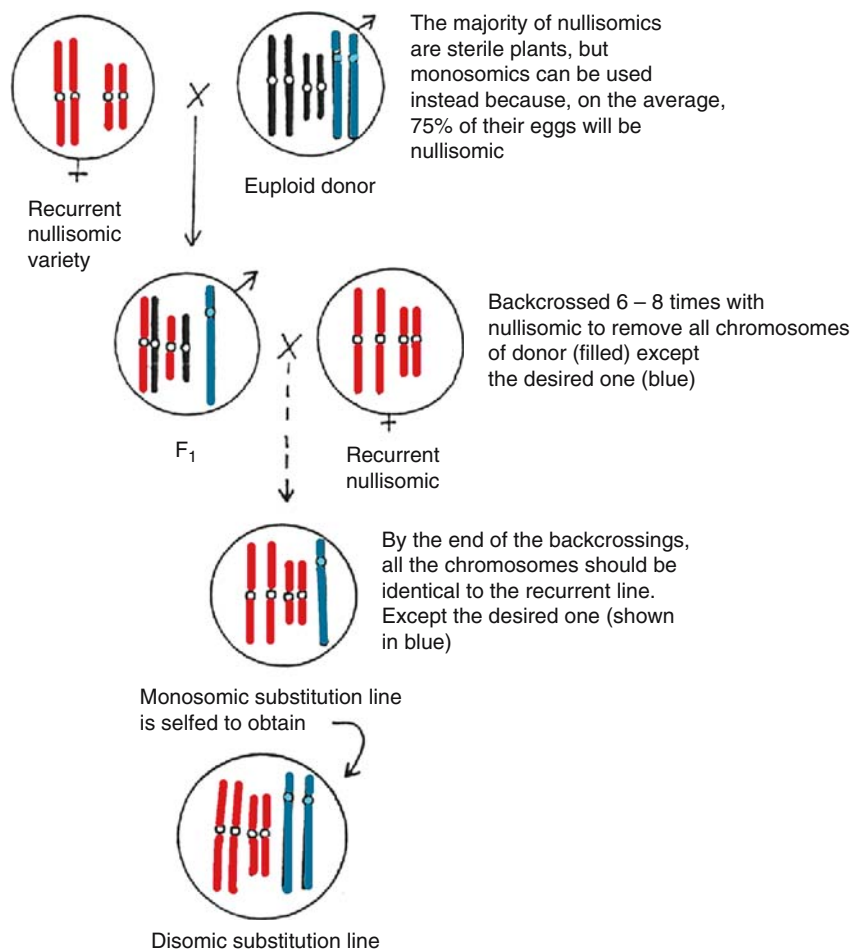 The majority of nullisomics
are sterile plants, but
monosomics can be used
instead because, on the average,
75% of their eggs will be
nullisomic
X
Euploid donor
Recurrent
nullisomic
variety
Backcrossed 6 – 8 times with
nullisomic to remove all chromosomes
of donor (filled) except
the desired one (blue)
X
F₁
Recurrent
nullisomic
By the end of the backcrossings,
all the chromosomes should be
identical to the recurrent line.
Except the desired one (shown
in blue)
Monosomic substitution line
is selfed to obtain
Disomic substitution line